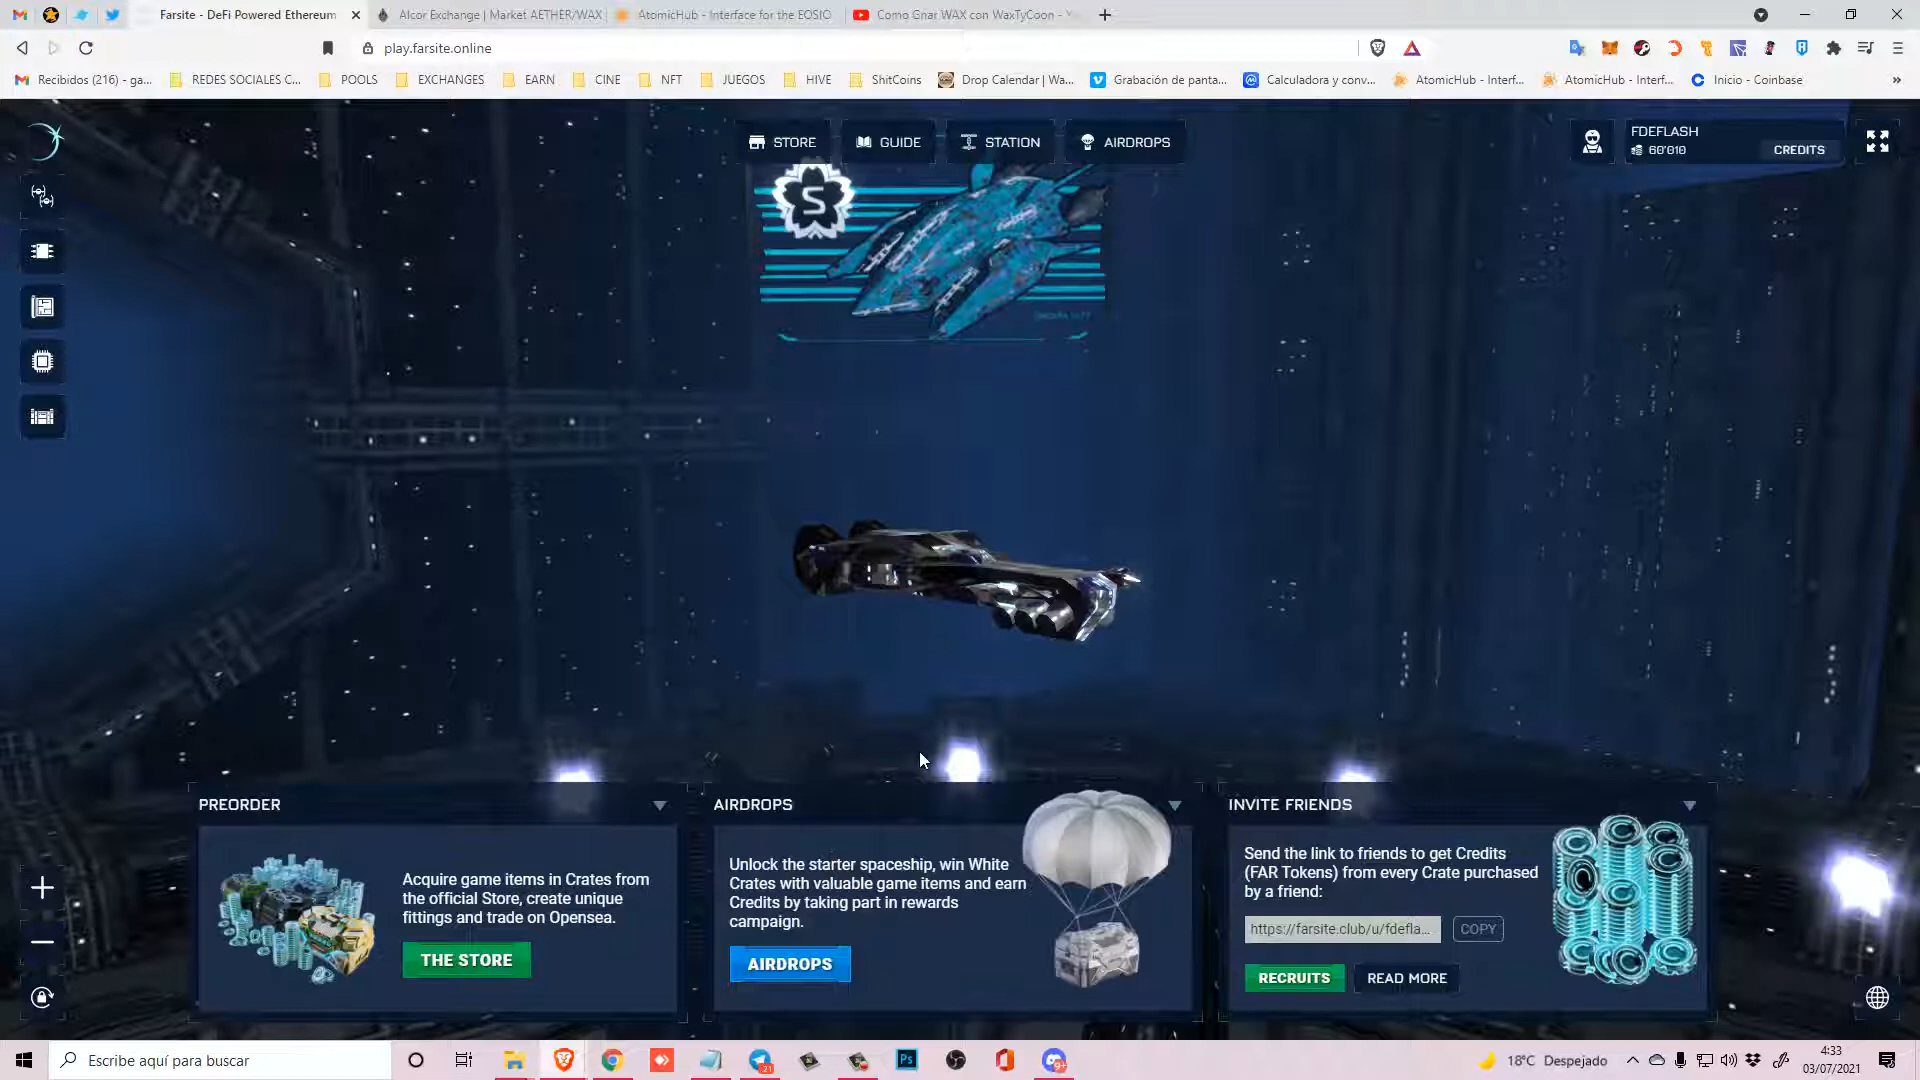 Farsite - DeFi Powered Ethereum
Alcor Exchange | Market AETHER/WAX
AtomicHub - Interface for the EOSIO
Como Gnar WAX con WaxTyCoon - Y
play.farsite.online
Recibidos (216) - ga...
REDES SOCIALES C...
POOLS
EXCHANGES
EARN
CINE
NFT
JUEGOS
HIVE
ShitCoins
Drop Calendar | Wa...
Grabación de panta...
Calculadora y conv...
AtomicHub - Interf...
AtomicHub - Interf...
Inicio - Coinbase
STORE
GUIDE
STATION
AIRDROPS
FDEFLASH
60'010
CREDITS
S
PREORDER
Acquire game items in Crates from
the official Store, create unique
fittings and trade on Opensea.
THE STORE
AIRDROPS
Unlock the starter spaceship, win White
Crates with valuable game items and earn
Credits by taking part in rewards
campaign.
AIRDROPS
INVITE FRIENDS
Send the link to friends to get Credits
(FAR Tokens) from every Crate purchased
by a friend:
https://farsite.club/u/fdefla...
COPY
RECRUITS
READ MORE
Escribe aquí para buscar
21
Ps
9+
18°C Despejado
4:33
03/07/2021